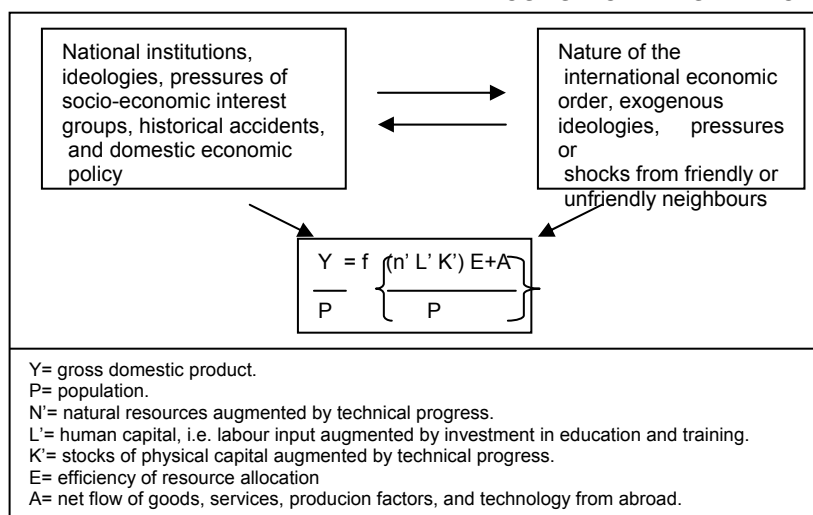 National institutions,
ideologies, pressures of
socio-economic interest
groups, historical accidents,
and domestic economic
policy
Nature of the
international economic
order, exogenous
ideologies, pressures
or
shocks from friendly or
unfriendly neighbours
Y = f { (n' L' K') E+A }
P P
Y= gross domestic product.
P= population.
N'= natural resources augmented by technical progress.
L'= human capital, i.e. labour input augmented by investment in education and training.
K'= stocks of physical capital augmented by technical progress.
E= efficiency of resource allocation
A= net flow of goods, services, producion factors, and technology from abroad.